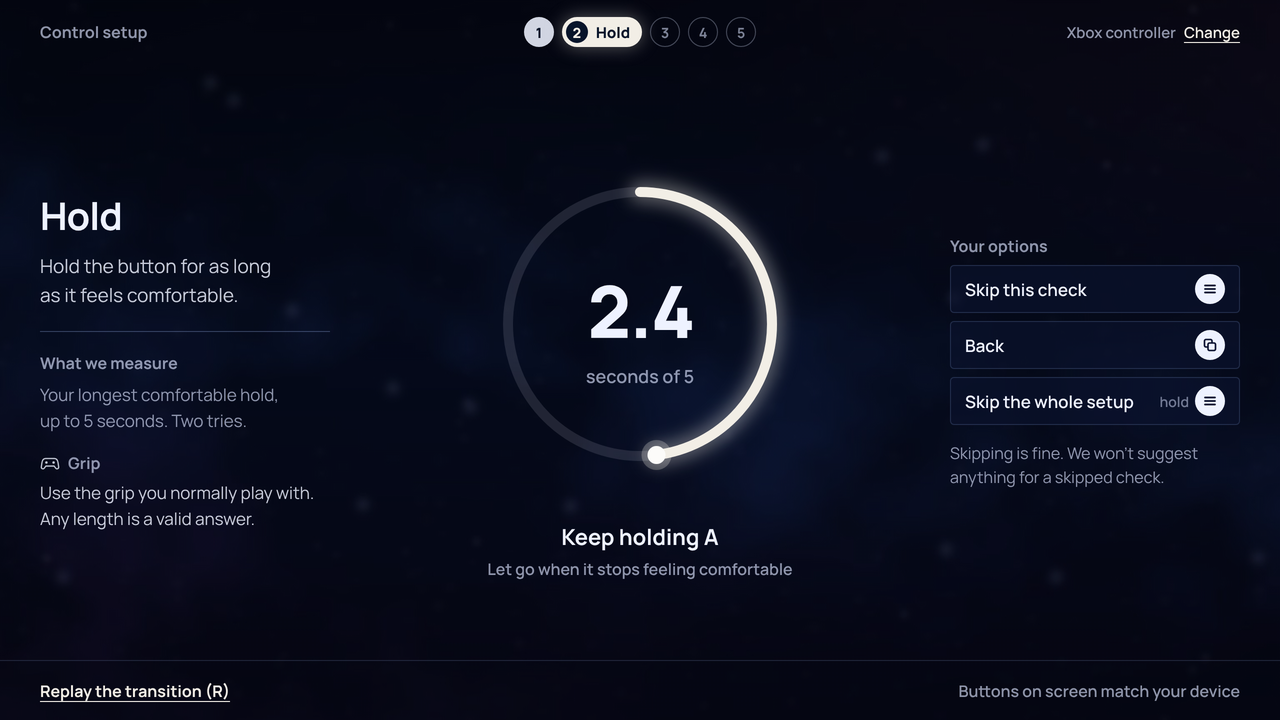 Control setup
1
2 Hold
3
4
5
Xbox controller Change
Hold
Hold the button for as long
as it feels comfortable.
What we measure
Your longest comfortable hold,
up to 5 seconds. Two tries.
Grip
Use the grip you normally play with.
Any length is a valid answer.
2.4
seconds of 5
Keep holding A
Let go when it stops feeling comfortable
Your options
Skip this check
Back
Skip the whole setup hold
Skipping is fine. We won't suggest
anything for a skipped check.
Replay the transition (R)
Buttons on screen match your device